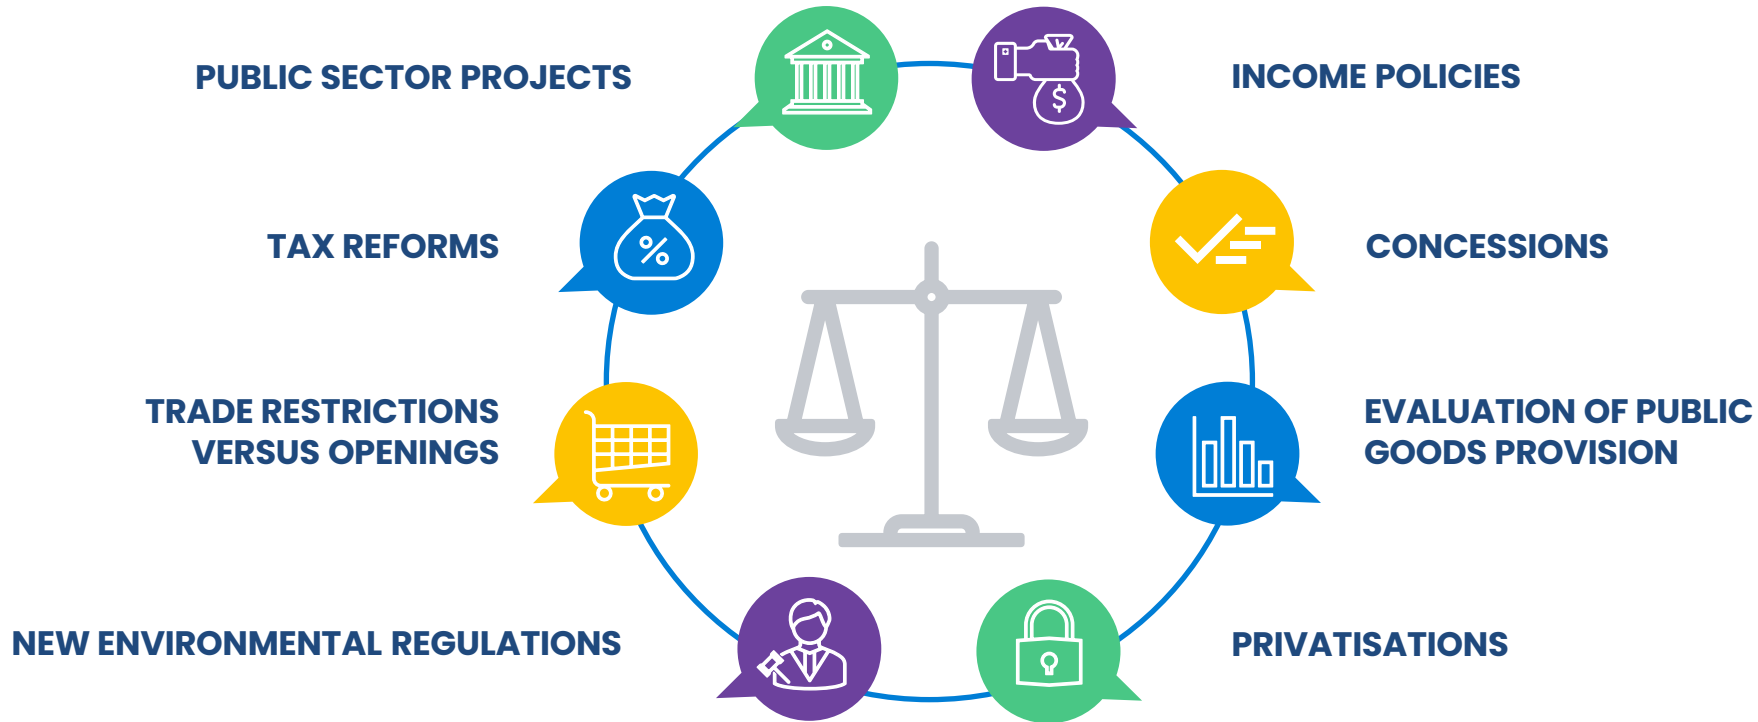 PUBLIC SECTOR PROJECTS
INCOME POLICIES
TAX REFORMS
CONCESSIONS
TRADE RESTRICTIONS
VERSUS OPENINGS
EVALUATION OF PUBLIC
GOODS PROVISION
NEW ENVIRONMENTAL REGULATIONS
PRIVATISATIONS